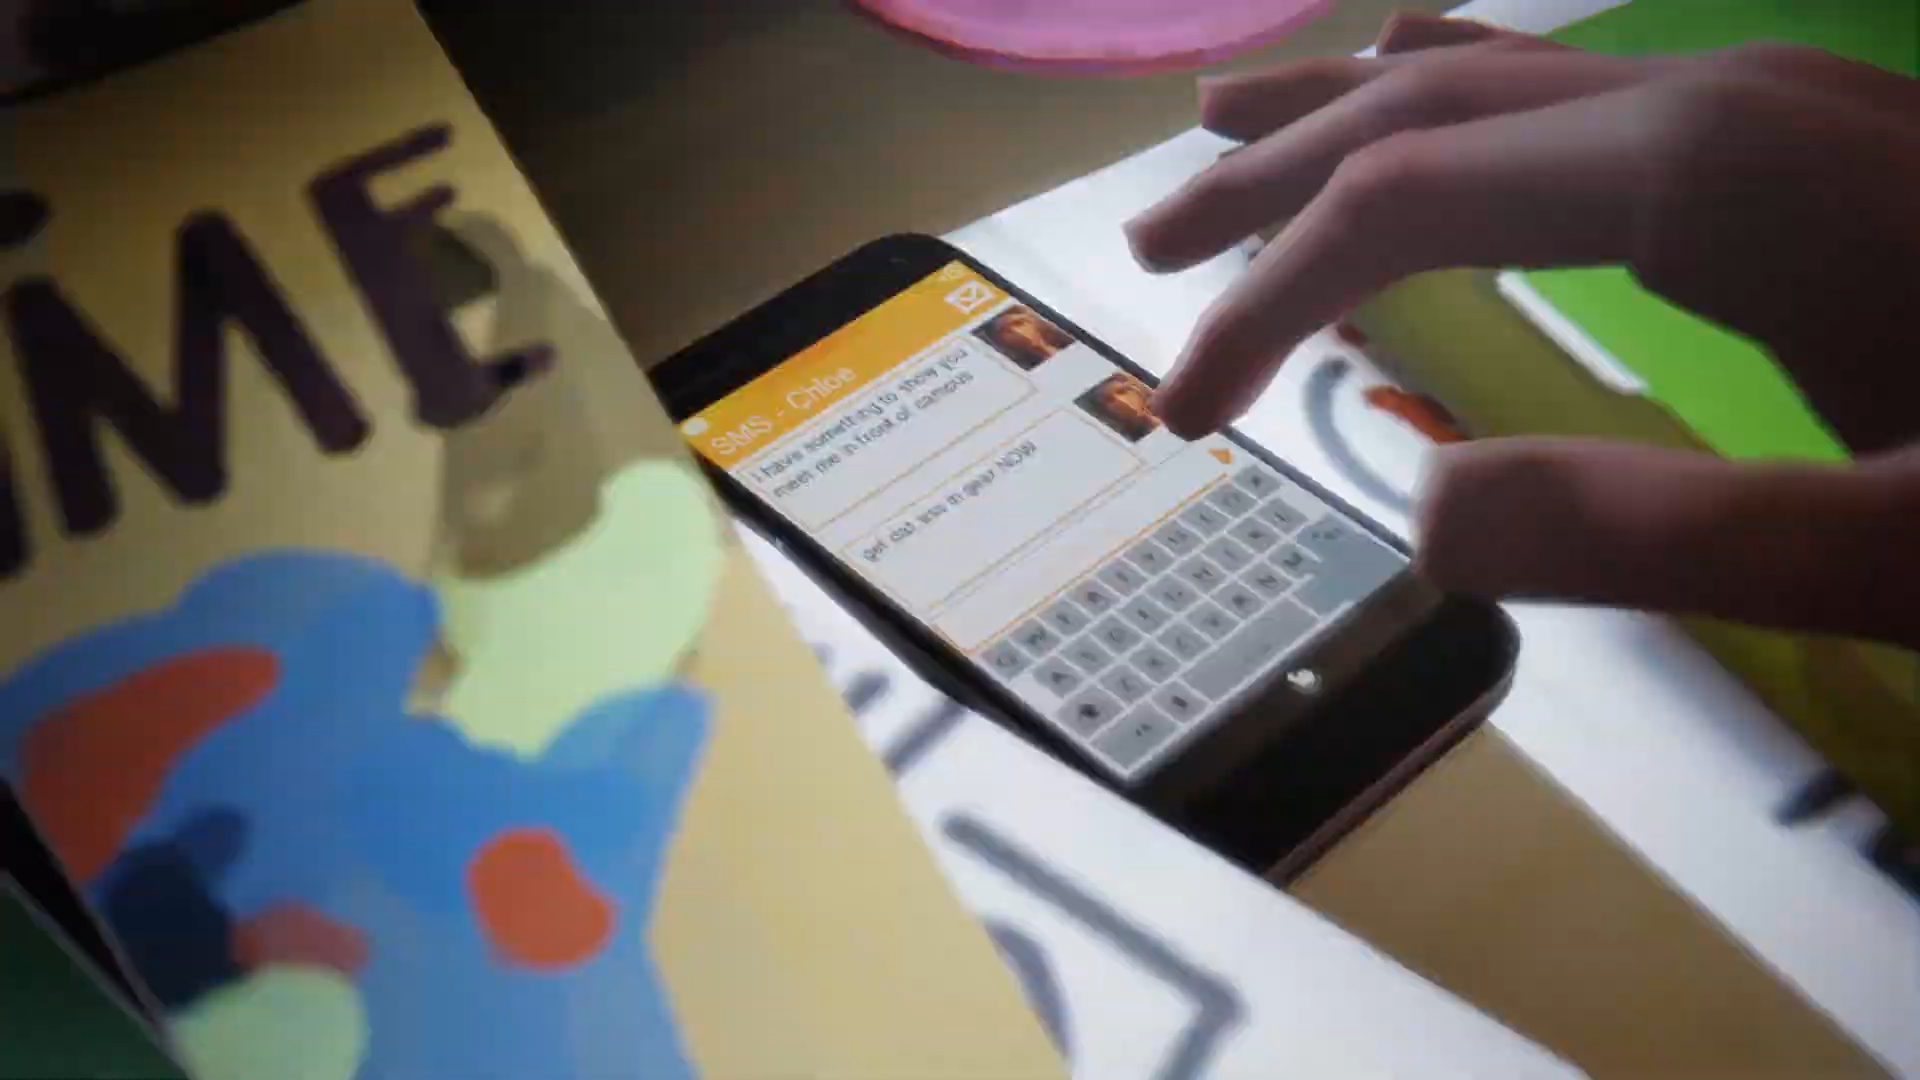 iME
SMS - Chloe
I have something to show you
meet me in front of campus
get dat ass in gear NOW